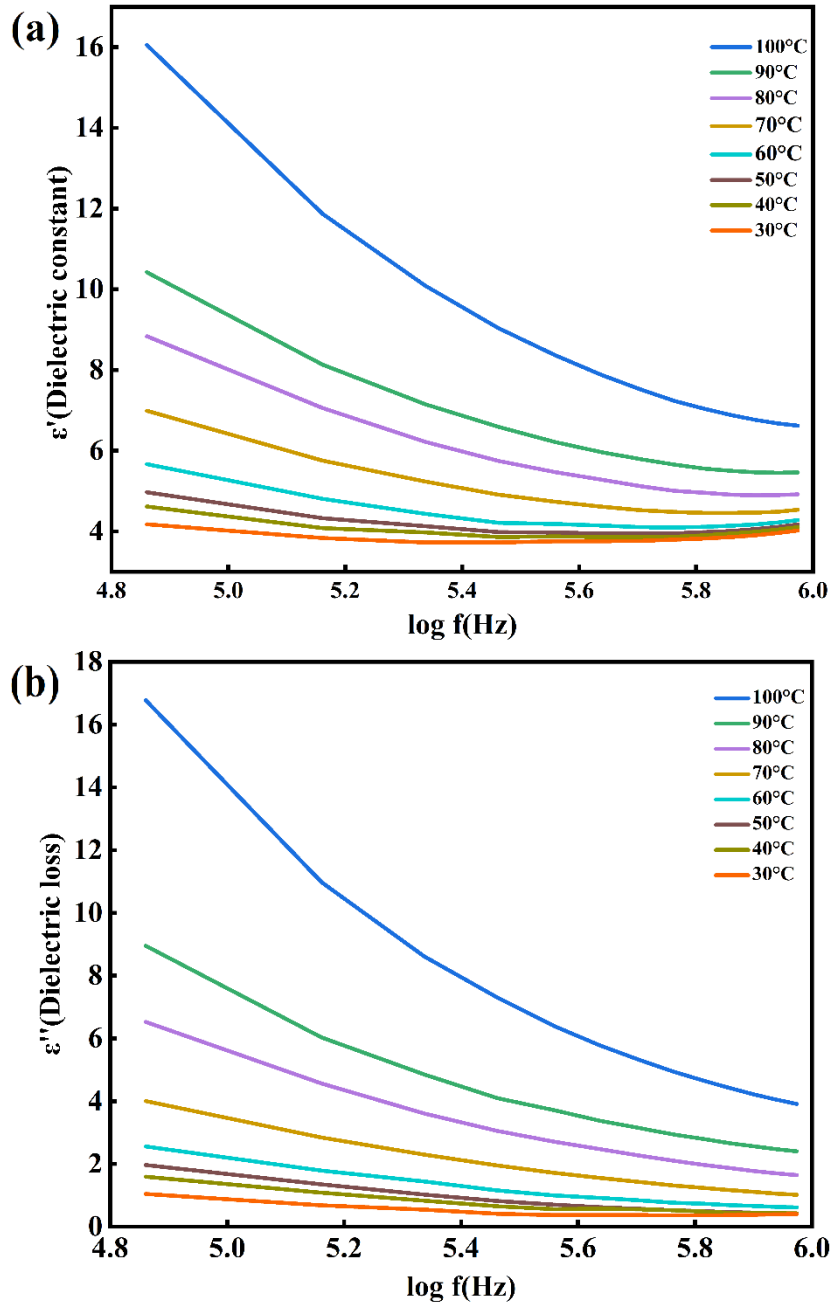 (a)
16
14
12
10
8
6
4
ε'(Dielectric constant)
100°C
90°C
80°C
70°C
60°C
50°C
40°C
30°C
4.8 5.0 5.2 5.4 5.6 5.8 6.0
log f(Hz)
(b)
18
16
14
12
10
8
6
4
2
0
ε''(Dielectric loss)
100°C
90°C
80°C
70°C
60°C
50°C
40°C
30°C
4.8 5.0 5.2 5.4 5.6 5.8 6.0
log f(Hz)